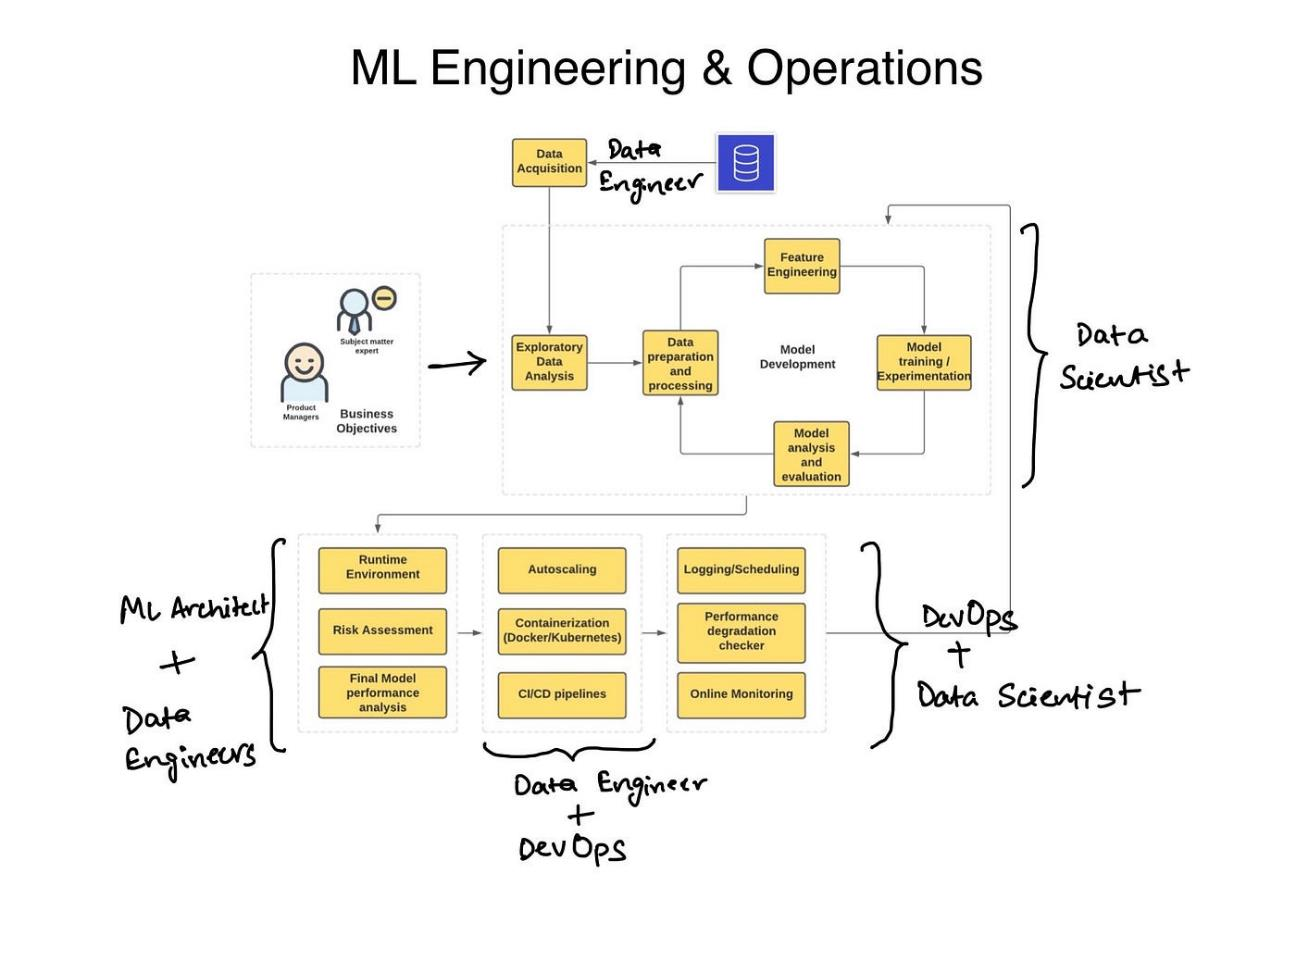 ML Engineering & Operations
Data
Acquisition
Data
Engineer
Feature
Engineering
Subject matter
expert
Product
Managers
Business
Objectives
Exploratory
Data
Analysis
Data
preparation
and
processing
Model
Development
Model
training /
Experimentation
Model
analysis
and
evaluation
Data
Scientist
Runtime
Environment
Risk Assessment
Final Model
performance
analysis
Autoscaling
Containerization
(Docker/Kubernetes)
CI/CD pipelines
Logging/Scheduling
Performance
degradation
checker
Online Monitoring
ML Architect
+
Data
Engineers
DevOps
+
Data Scientist
Data Engineer
+
DevOps